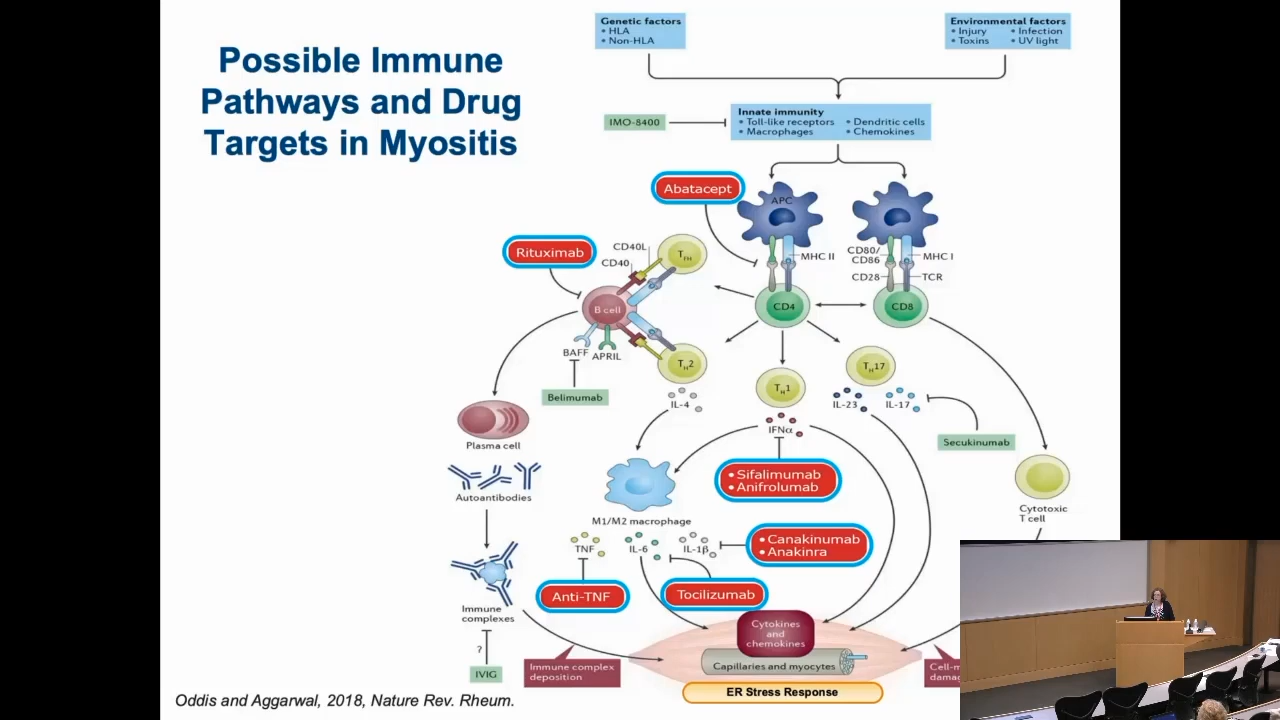 Possible Immune
Pathways and Drug
Targets in Myositis
Genetic factors
• HLA
• Non-HLA
Environmental factors
• Injury
• Infection
• Toxins
• UV light
IMO-8400
Innate immunity
• Toll-like receptors
• Dendritic cells
• Macrophages
• Chemokines
Abatacept
APC
Rituximab
CD40L
CD40
TFH
MHC II
CD80/
CD86
MHC I
CD28
TCR
B cell
CD4
CD8
BAFF
APRIL
TH2
TH1
TH17
Belimumab
IL-4
IL-23
IL-17
IFNα
Secukinumab
Plasma cell
• Sifalimumab
• Anifrolumab
Autoantibodies
Cytotoxic
T cell
M1/M2 macrophage
TNF
IL-6
IL-1β
• Canakinumab
• Anakinra
Anti-TNF
Tocilizumab
Immune
complexes
Cytokines
and
chemokines
?
IVIG
Immune complex
deposition
Capillaries and myocytes
Cell-m
damag
ER Stress Response
Oddis and Aggarwal, 2018, Nature Rev. Rheum.